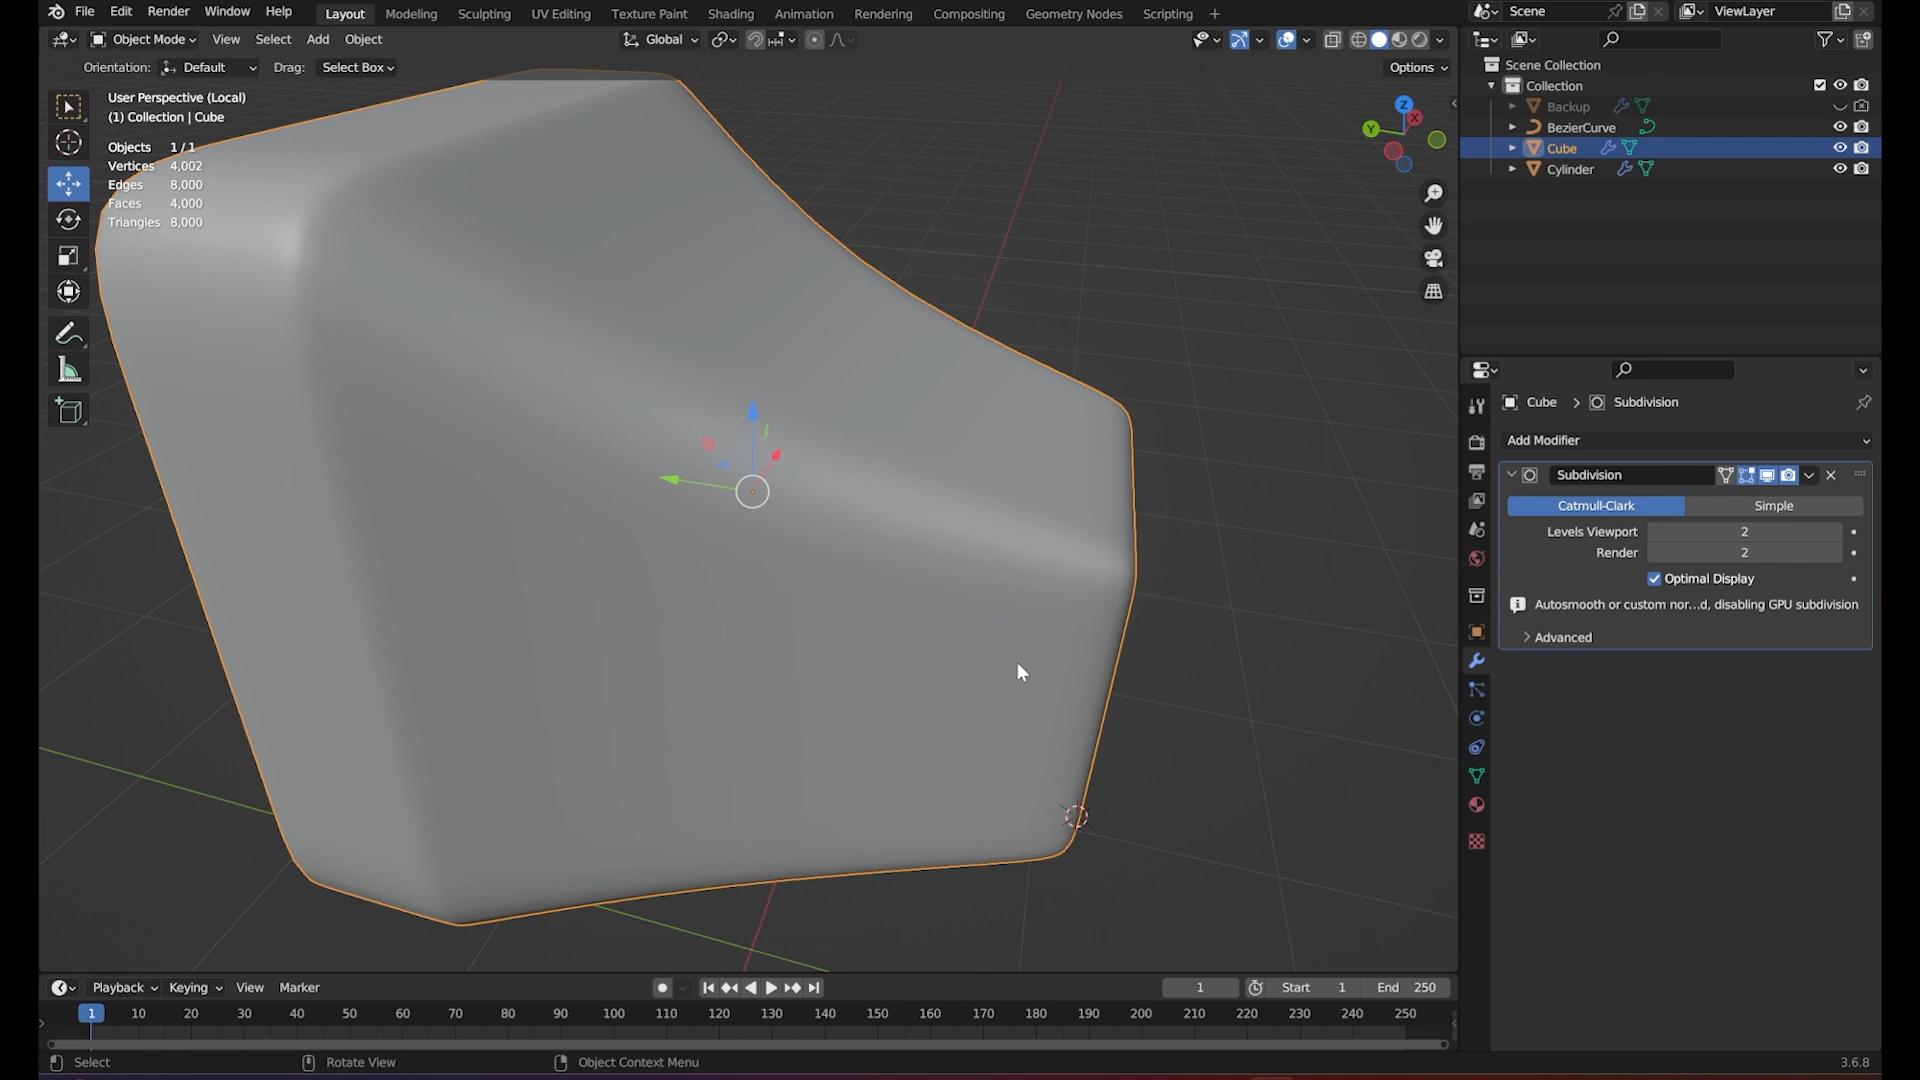 File Edit Render Window Help Layout Modeling Sculpting UV Editing Texture Paint Shading Animation Rendering Compositing Geometry Nodes Scripting + Scene ViewLayer
Object Mode View Select Add Object Global
Orientation: Default Drag: Select Box Options
User Perspective (Local)
(1) Collection | Cube
Objects 1/1
Vertices 4,002
Edges 8,000
Faces 4,000
Triangles 8,000
Z
X
Y
Scene Collection
Collection
Backup
BezierCurve
Cube
Cylinder
Cube > Subdivision
Add Modifier
Subdivision
Catmull-Clark Simple
Levels Viewport 2
Render 2
Optimal Display
Autosmooth or custom nor...d, disabling GPU subdivision
Advanced
Playback Keying View Marker 1 Start 1 End 250
1 10 20 30 40 50 60 70 80 90 100 110 120 130 140 150 160 170 180 190 200 210 220 230 240 250
Select Rotate View Object Context Menu 3.6.8